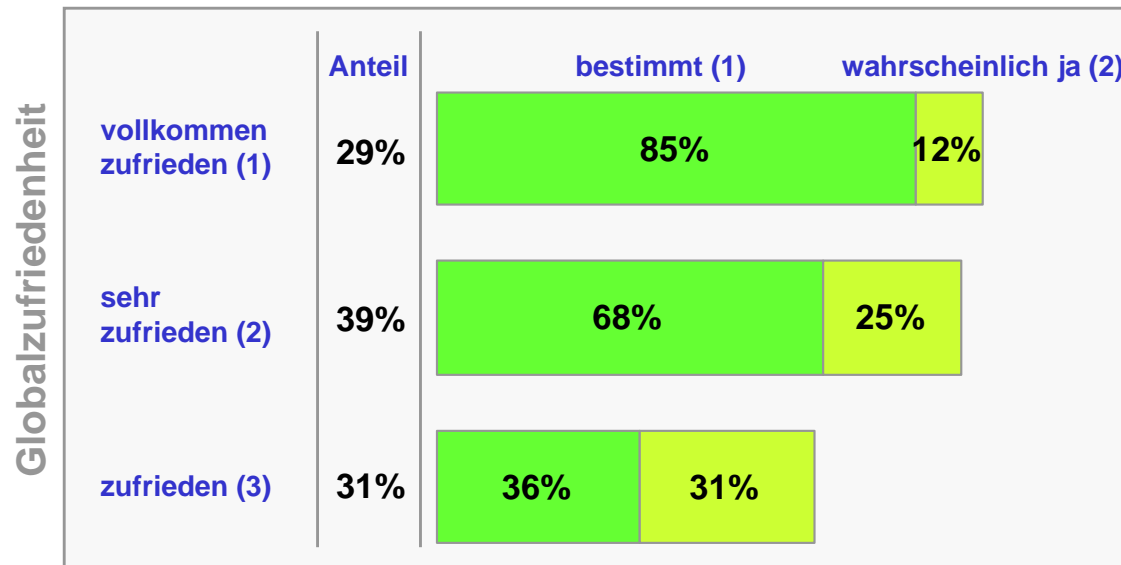 Globalzufriedenheit
Anteil
bestimmt (1)
wahrscheinlich ja (2)
vollkommen
zufrieden (1)
29%
85%
12%
sehr
zufrieden (2)
39%
68%
25%
zufrieden (3)
31%
36%
31%